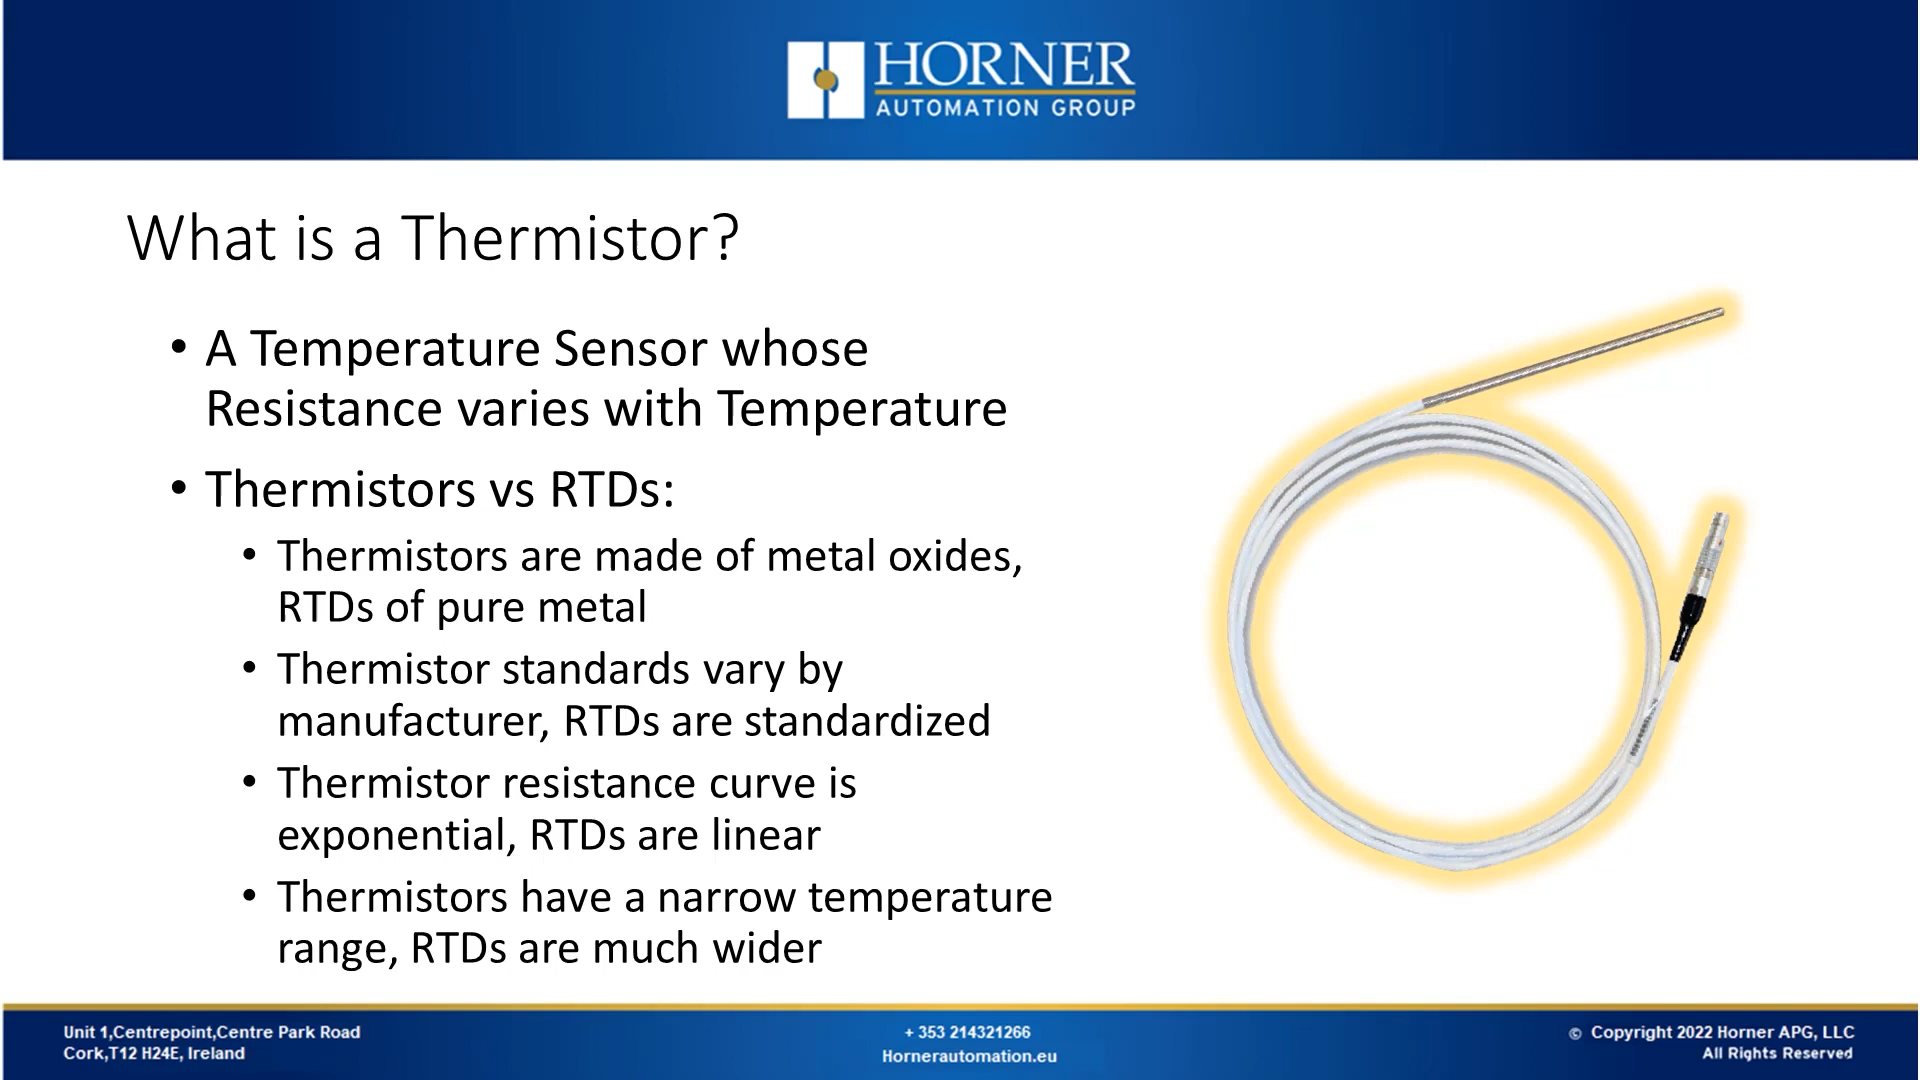 HORNER
AUTOMATION GROUP
What is a Thermistor?
• A Temperature Sensor whose
Resistance varies with Temperature
• Thermistors vs RTDs:
• Thermistors are made of metal oxides,
RTDs of pure metal
• Thermistor standards vary by
manufacturer, RTDs are standardized
• Thermistor resistance curve is
exponential, RTDs are linear
• Thermistors have a narrow temperature
range, RTDs are much wider
Unit 1,Centrepoint,Centre Park Road
Cork,T12 H24E, Ireland
+ 353 214321266
Hornerautomation.eu
© Copyright 2022 Horner APG, LLC
All Rights Reserved